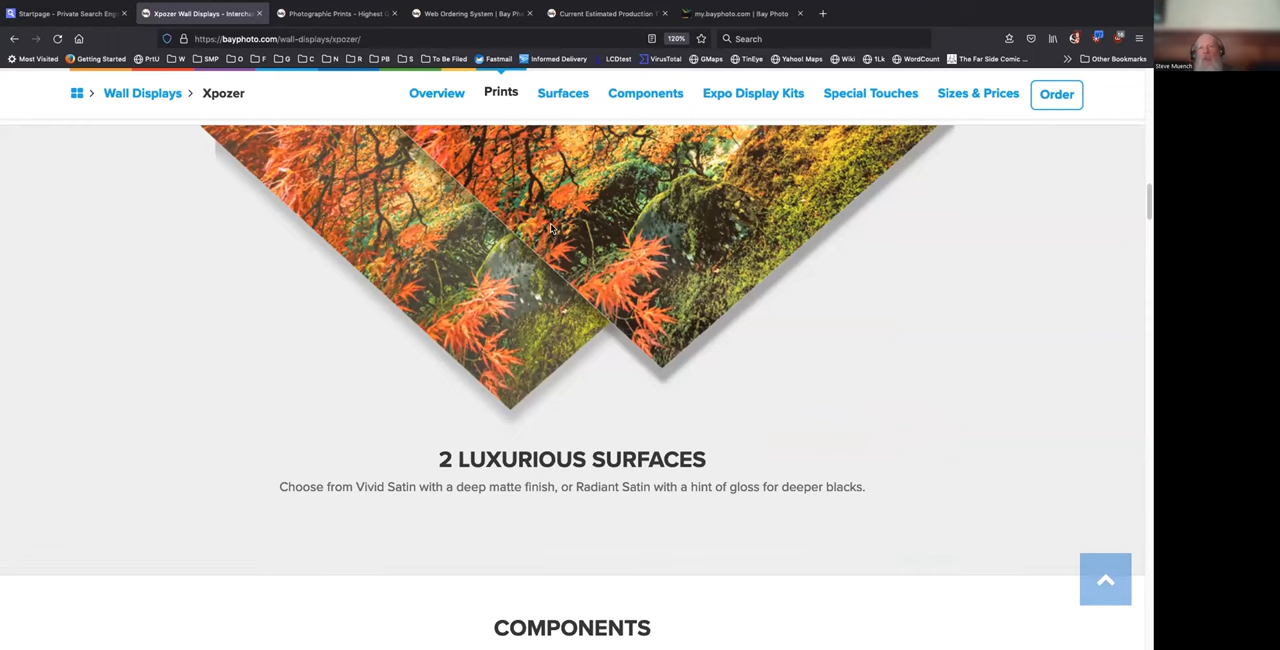 Startpage - Private Search Eng
Xpozer Wall Displays - Intercha
Photographic Prints - Highest Q
Web Ordering System | Bay Pho
Current Estimated Production T
my.bayphoto.com | Bay Photo
https://bayphoto.com/wall-displays/xpozer/
120%
Search
Most Visited
Getting Started
PrtU
W
SMP
O
F
G
C
N
R
PB
S
To Be Filed
Fastmail
Informed Delivery
LCDtest
VirusTotal
GMaps
TinEye
Yahoo! Maps
Wiki
1Lk
WordCount
The Far Side Comic ...
Other Bookmarks
Steve Muench
Wall Displays
Xpozer
Overview
Prints
Surfaces
Components
Expo Display Kits
Special Touches
Sizes & Prices
Order
2 LUXURIOUS SURFACES
Choose from Vivid Satin with a deep matte finish, or Radiant Satin with a hint of gloss for deeper blacks.
COMPONENTS